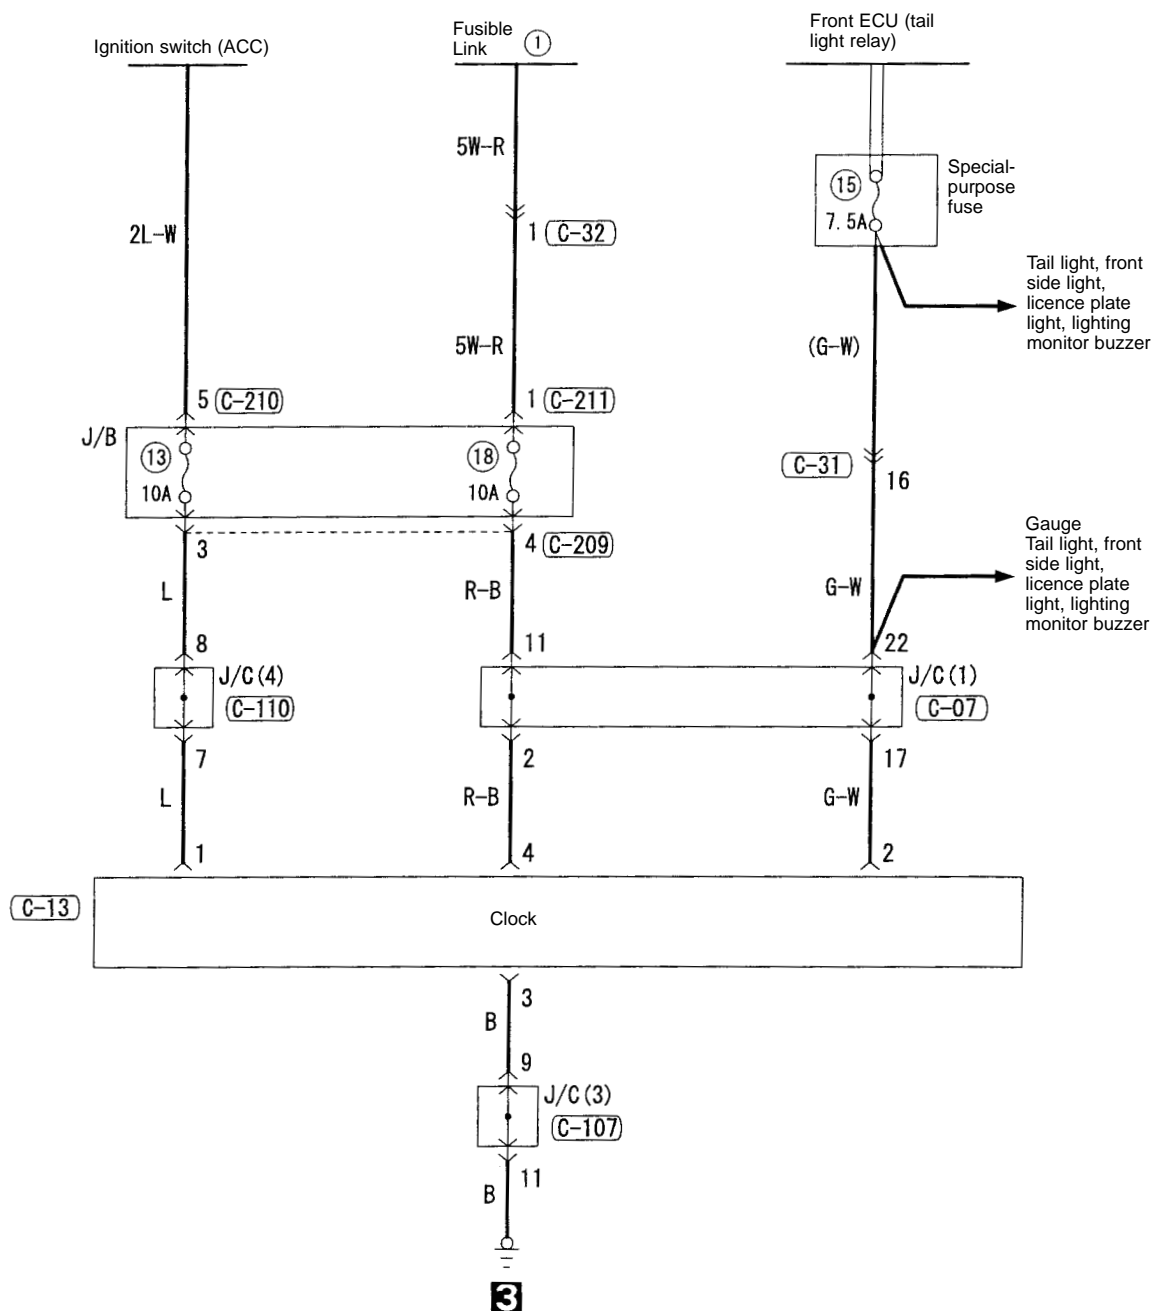 Ignition switch (ACC)
Fusible
Link
1
Front ECU (tail
light relay)
5W-R
15
7.5A
Special-
purpose
fuse
2L-W
1 C-32
Tail light, front
side light,
licence plate
light, lighting
monitor buzzer
5W-R
(G-W)
5 C-210
1 C-211
J/B
13
10A
18
10A
C-31
16
3
4 C-209
Gauge
Tail light, front
side light,
licence plate
light, lighting
monitor buzzer
L
R-B
G-W
8
11
22
J/C(4)
C-110
J/C(1)
C-07
7
2
17
L
R-B
G-W
1
4
2
C-13
Clock
3
B
9
J/C(3)
C-107
11
B
3